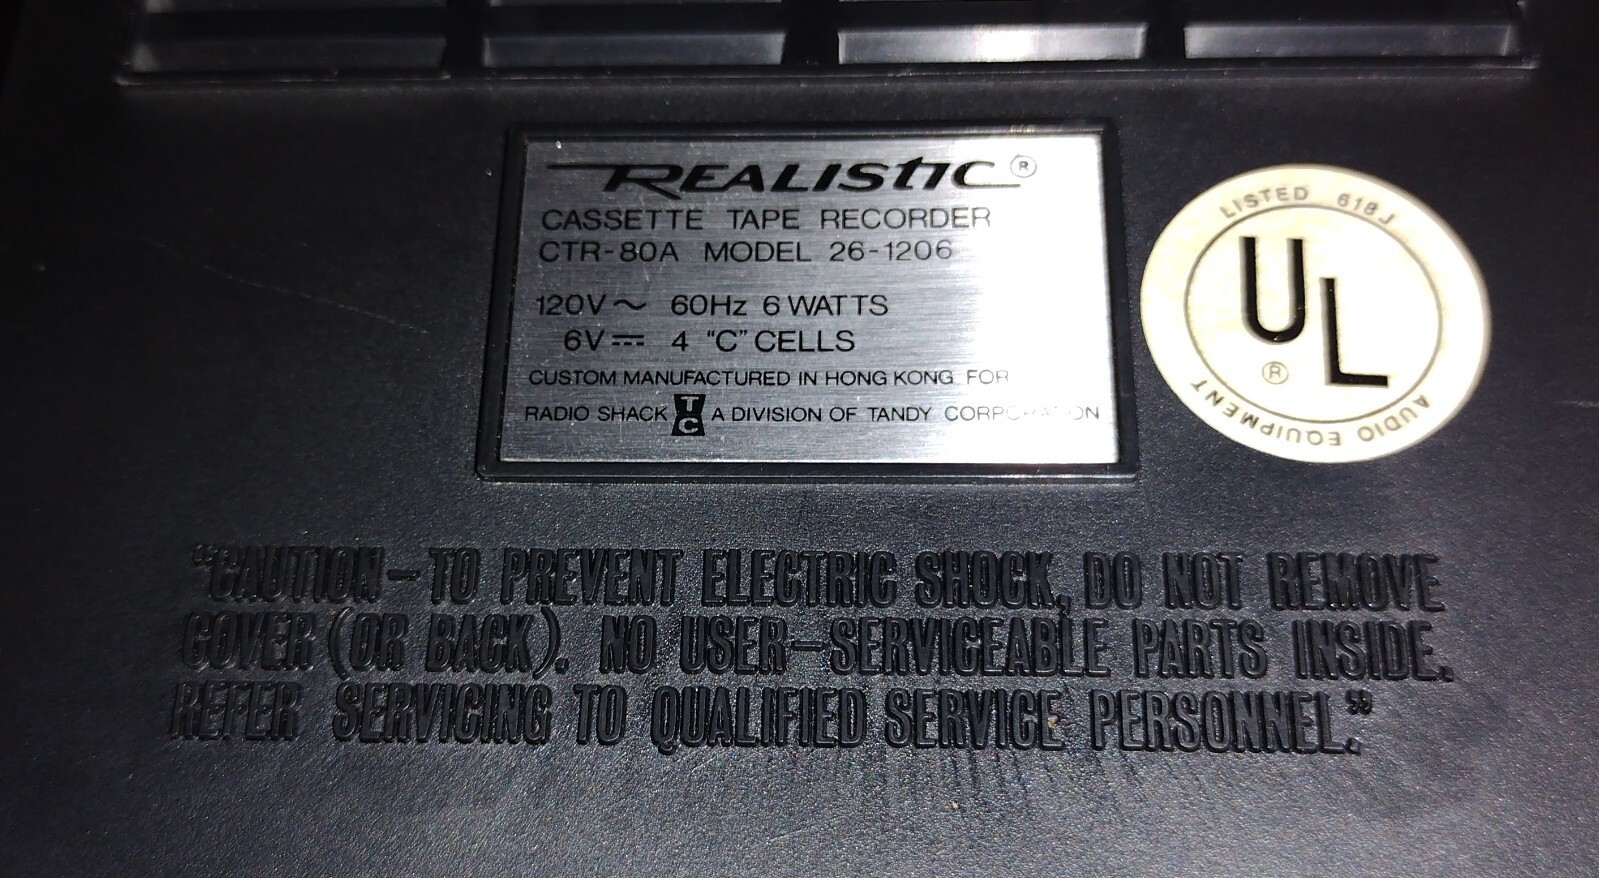 REALISTIC ®
CASSETTE TAPE RECORDER
CTR-80A MODEL 26-1206
120V ~ 60Hz 6 WATTS
6V ⎓ 4 "C" CELLS
CUSTOM MANUFACTURED IN HONG KONG FOR
RADIO SHACK TC A DIVISION OF TANDY CORPORATION
LISTED 618J
UL ®
AUDIO EQUIPMENT
"CAUTION–TO PREVENT ELECTRIC SHOCK, DO NOT REMOVE
COVER (OR BACK). NO USER–SERVICEABLE PARTS INSIDE.
REFER SERVICING TO QUALIFIED SERVICE PERSONNEL."